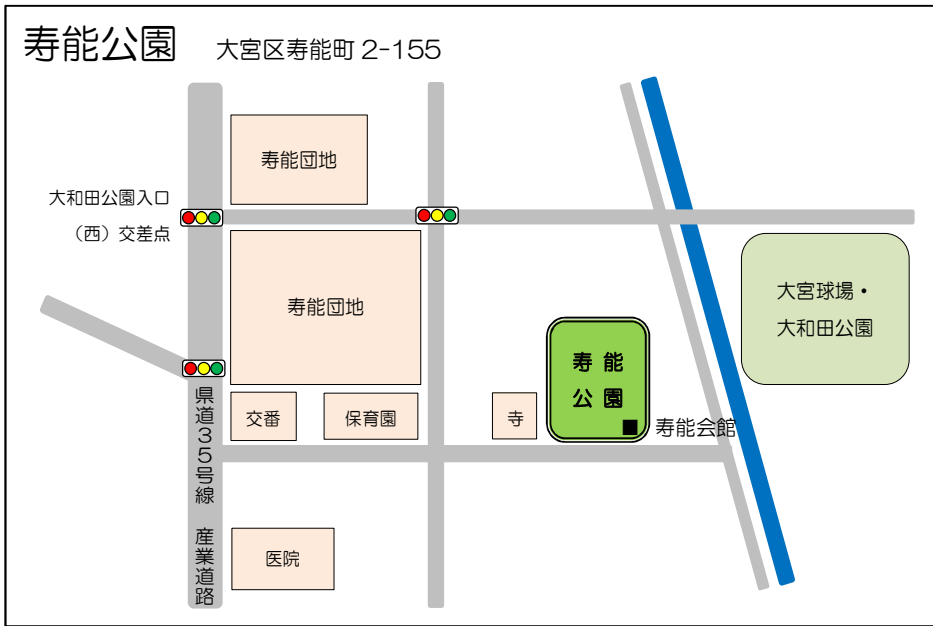 寿能公園 大宮区寿能町 2-155
寿能団地
大和田公園入口
（西）交差点
寿能団地
大宮球場・
大和田公園
寿 能
公 園
寿能会館
交番
保育園
寺
県道35号線 産業道路
医院